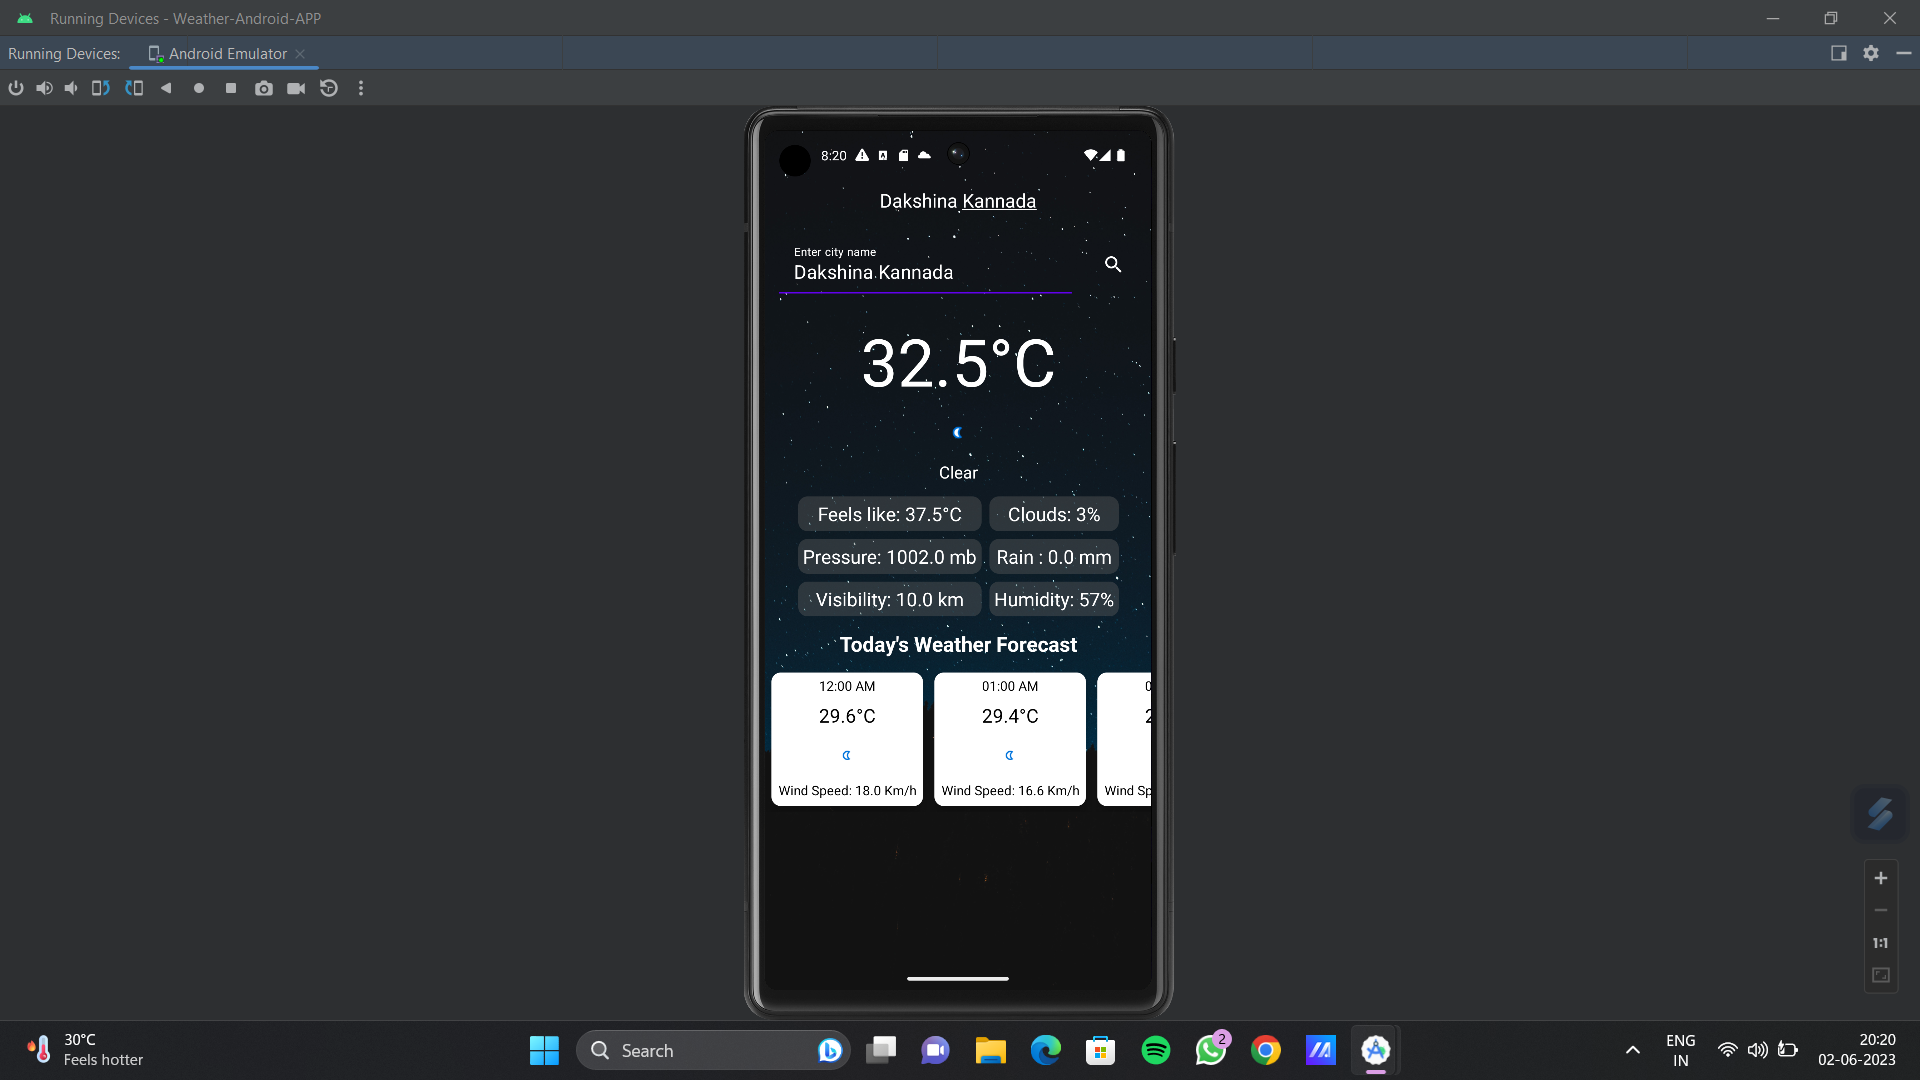 Running Devices - Weather-Android-APP
Running Devices: Android Emulator
8:20
Dakshina Kannada
Enter city name
Dakshina Kannada
32.5°C
Clear
Feels like: 37.5°C Clouds: 3%
Pressure: 1002.0 mb Rain : 0.0 mm
Visibility: 10.0 km Humidity: 57%
Today's Weather Forecast
12:00 AM 01:00 AM 0
29.6°C 29.4°C 2
Wind Speed: 18.0 Km/h Wind Speed: 16.6 Km/h Wind Sp
1:1
30°C
Feels hotter
Search
2
ENG
IN
20:20
02-06-2023